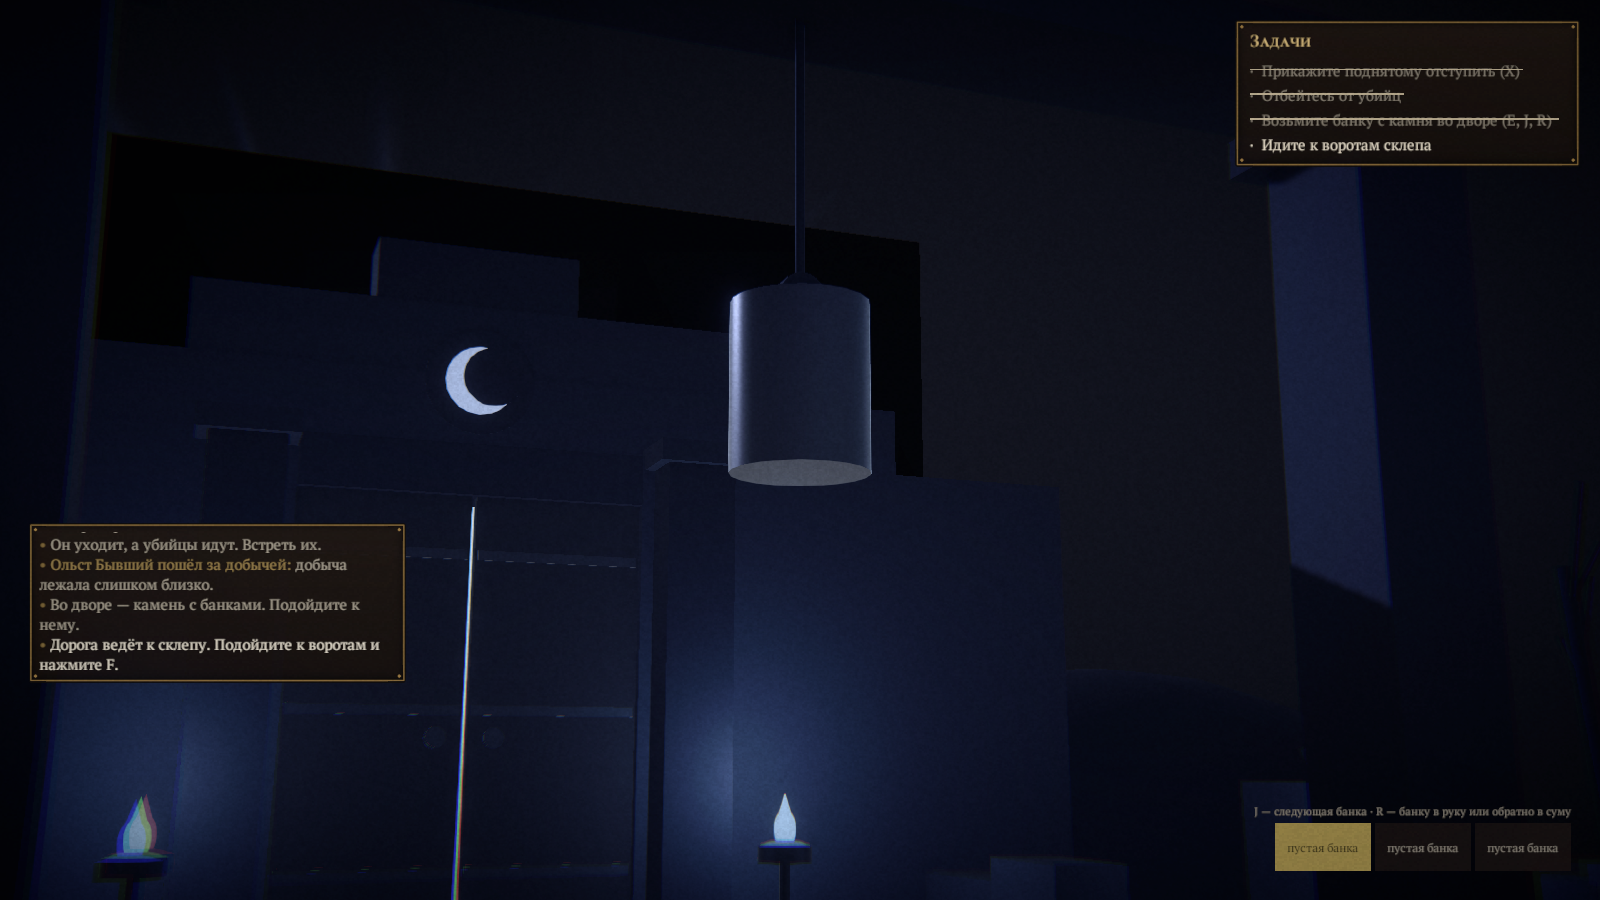 Задачи
· Прикажите поднятому отступить (X)
· Отбейтесь от убийц
· Возьмите банку с камня во дворе (E, J, R)
· Идите к воротам склепа
• Он уходит, а убийцы идут. Встреть их.
• Ольст Бывший пошёл за добычей: добыча
лежала слишком близко.
• Во дворе — камень с банками. Подойдите к
нему.
• Дорога ведёт к склепу. Подойдите к воротам и
нажмите F.
J — следующая банка · R — банку в руку или обратно в суму
пустая банка
пустая банка
пустая банка